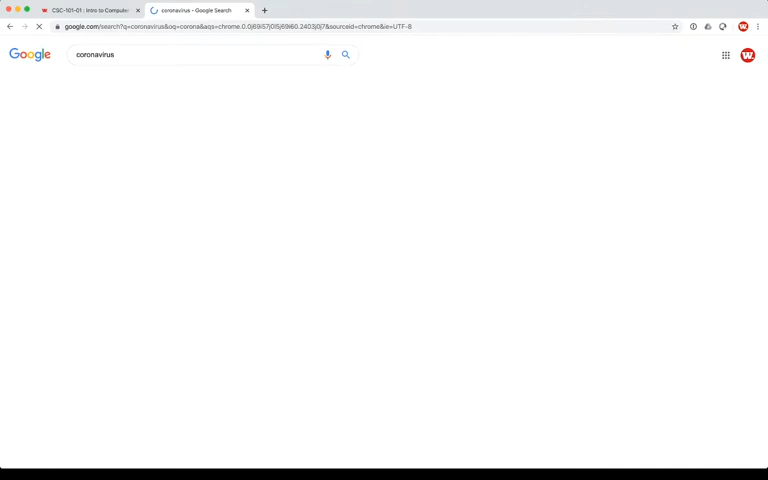 CSC-101-01 : Intro to Compute
coronavirus - Google Search
google.com/search?q=coronavirus&oq=corona&aqs=chrome.0.0j69i57j0l5j69i60.2403j0j7&sourceid=chrome&ie=UTF-8
Google
coronavirus